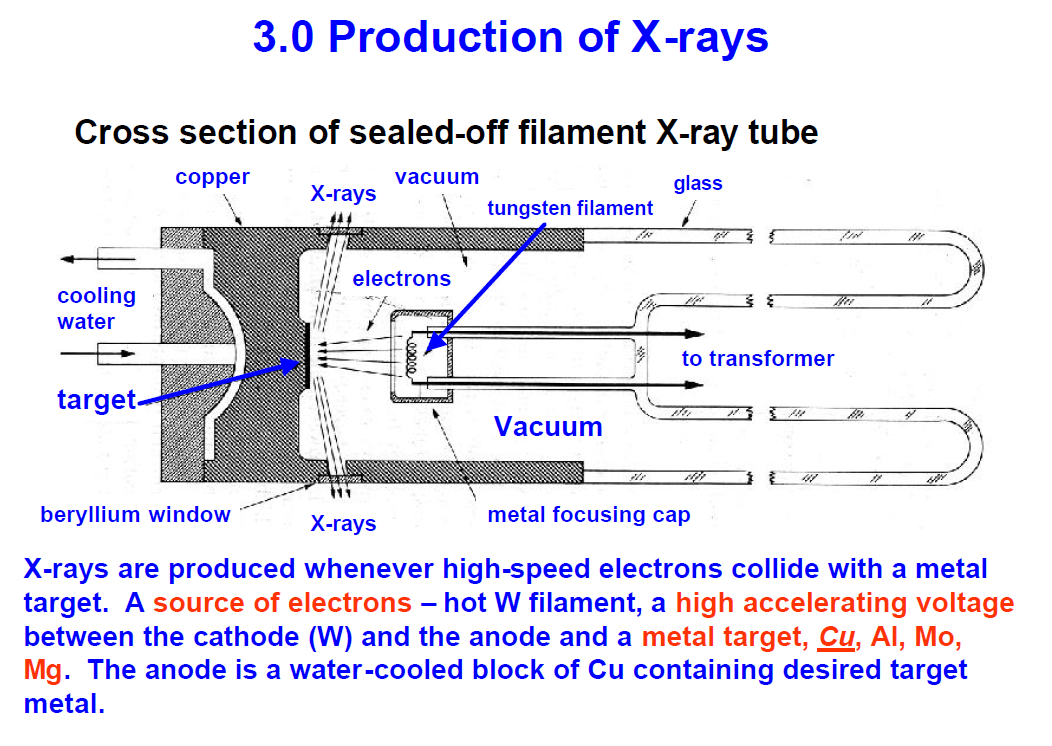 3.0 Production of X-rays
Cross section of sealed-off filament X-ray tube
copper
X-rays
vacuum
tungsten filament
glass
electrons
cooling
water
to transformer
target
Vacuum
beryllium window
X-rays
metal focusing cap
X-rays are produced whenever high-speed electrons collide with a metal
target. A source of electrons – hot W filament, a high accelerating voltage
between the cathode (W) and the anode and a metal target, Cu, Al, Mo,
Mg. The anode is a water-cooled block of Cu containing desired target
metal.